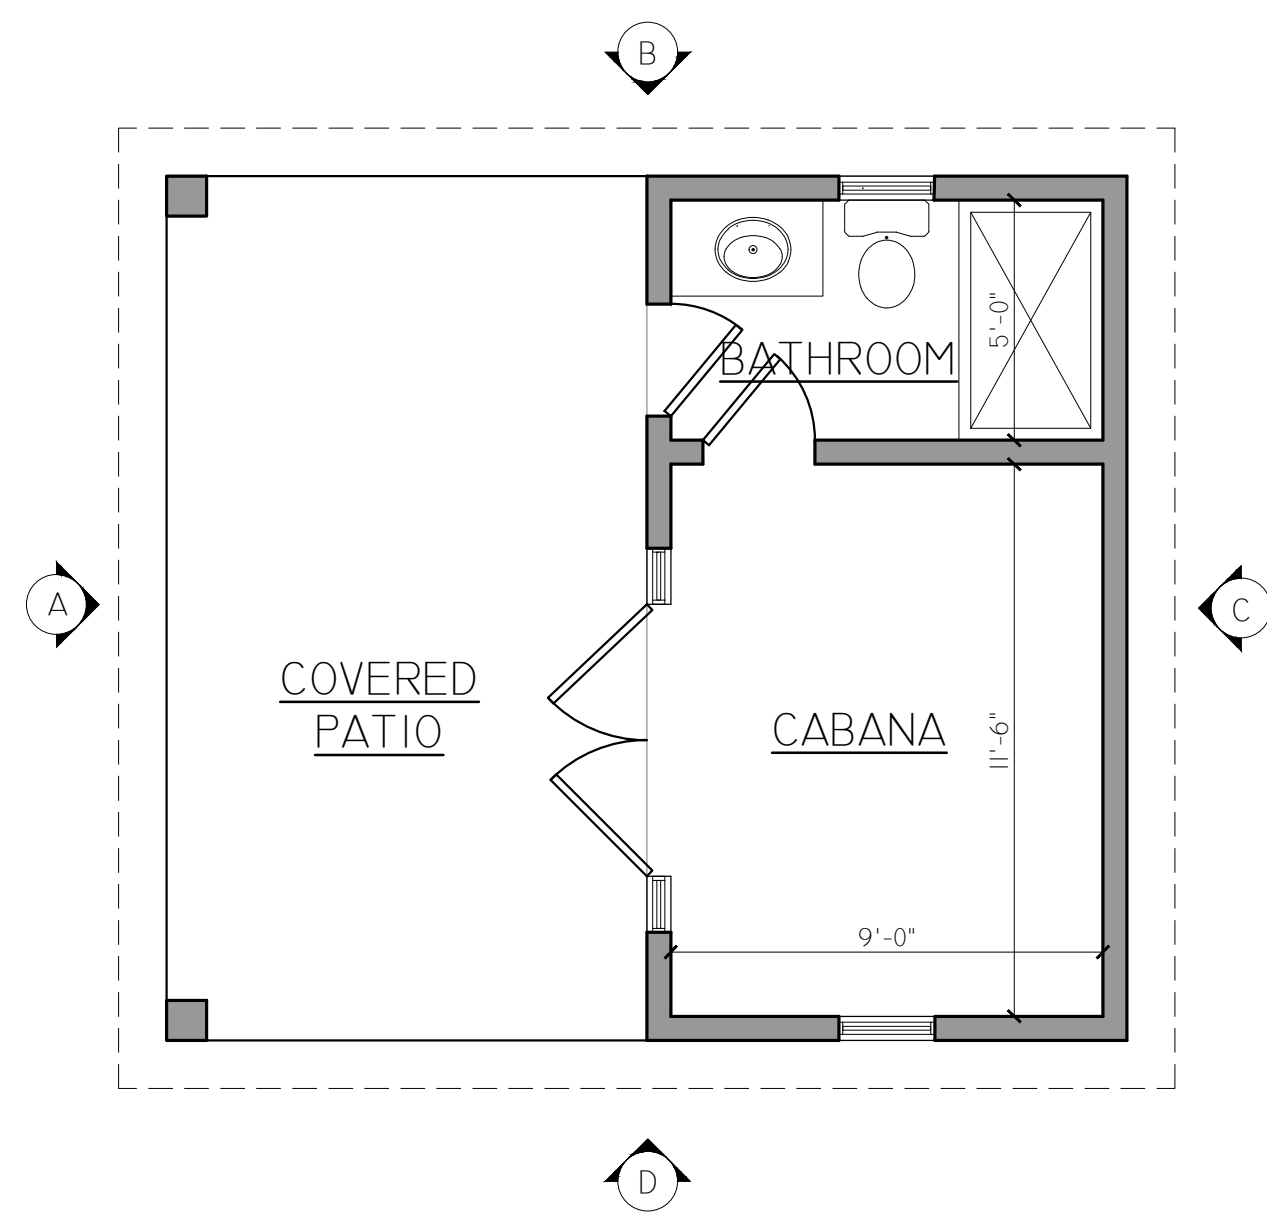 B
BATHROOM
5'-0"
A
C
COVERED
PATIO
CABANA
11'-6"
9'-0"
D